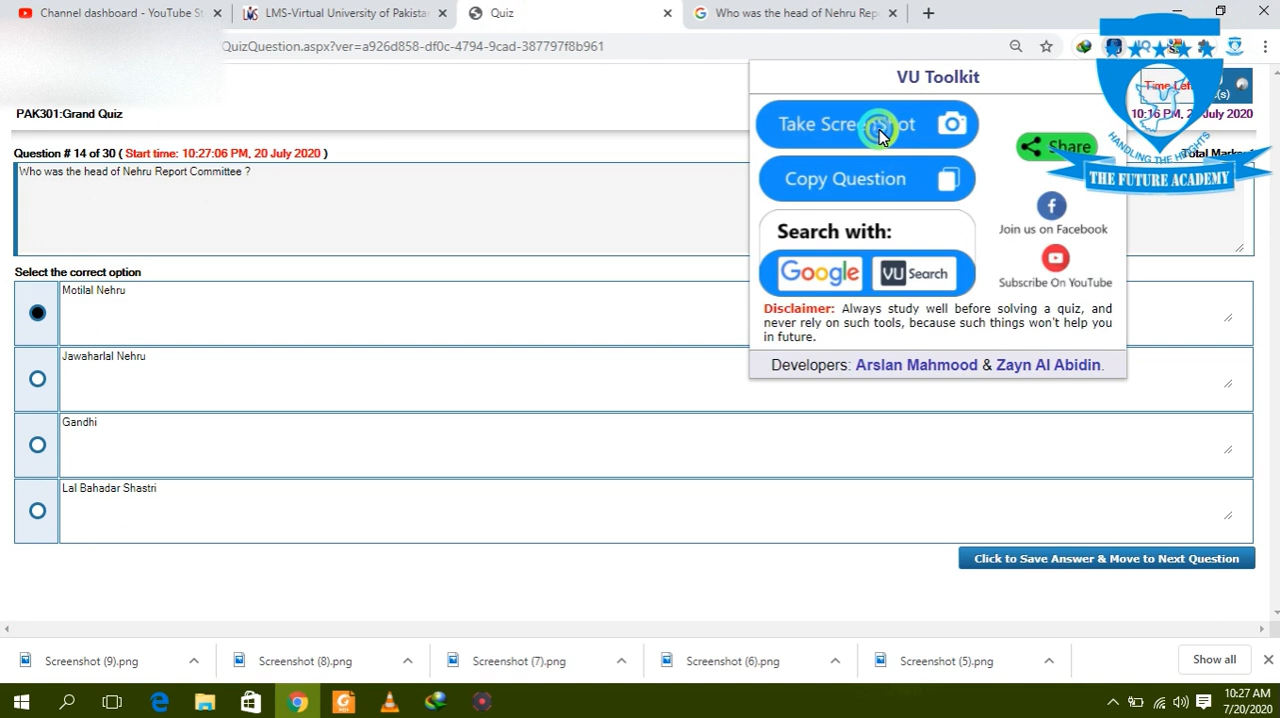 Channel dashboard - YouTube St
LMS-Virtual University of Pakista
Quiz
Who was the head of Nehru Rep
QuizQuestion.aspx?ver=a926d858-df0c-4794-9cad-387797f8b961
VU Toolkit
Take ScreenShot
Copy Question
Search with:
Google
VU Search
Share
Join us on Facebook
Subscribe On YouTube
Disclaimer: Always study well before solving a quiz, and
never rely on such tools, because such things won't help you
in future.
Developers: Arslan Mahmood & Zayn Al Abidin.
HANDLING THE HEIGHTS
THE FUTURE ACADEMY
Time Left
(s)
PAK301:Grand Quiz
Question # 14 of 30 ( Start time: 10:27:06 PM, 20 July 2020 )
Total Marks
Who was the head of Nehru Report Committee ?
Select the correct option
Motilal Nehru
Jawaharlal Nehru
Gandhi
Lal Bahadar Shastri
Click to Save Answer & Move to Next Question
Screenshot (9).png
Screenshot (8).png
Screenshot (7).png
Screenshot (6).png
Screenshot (5).png
Show all
10:27 AM
7/20/2020